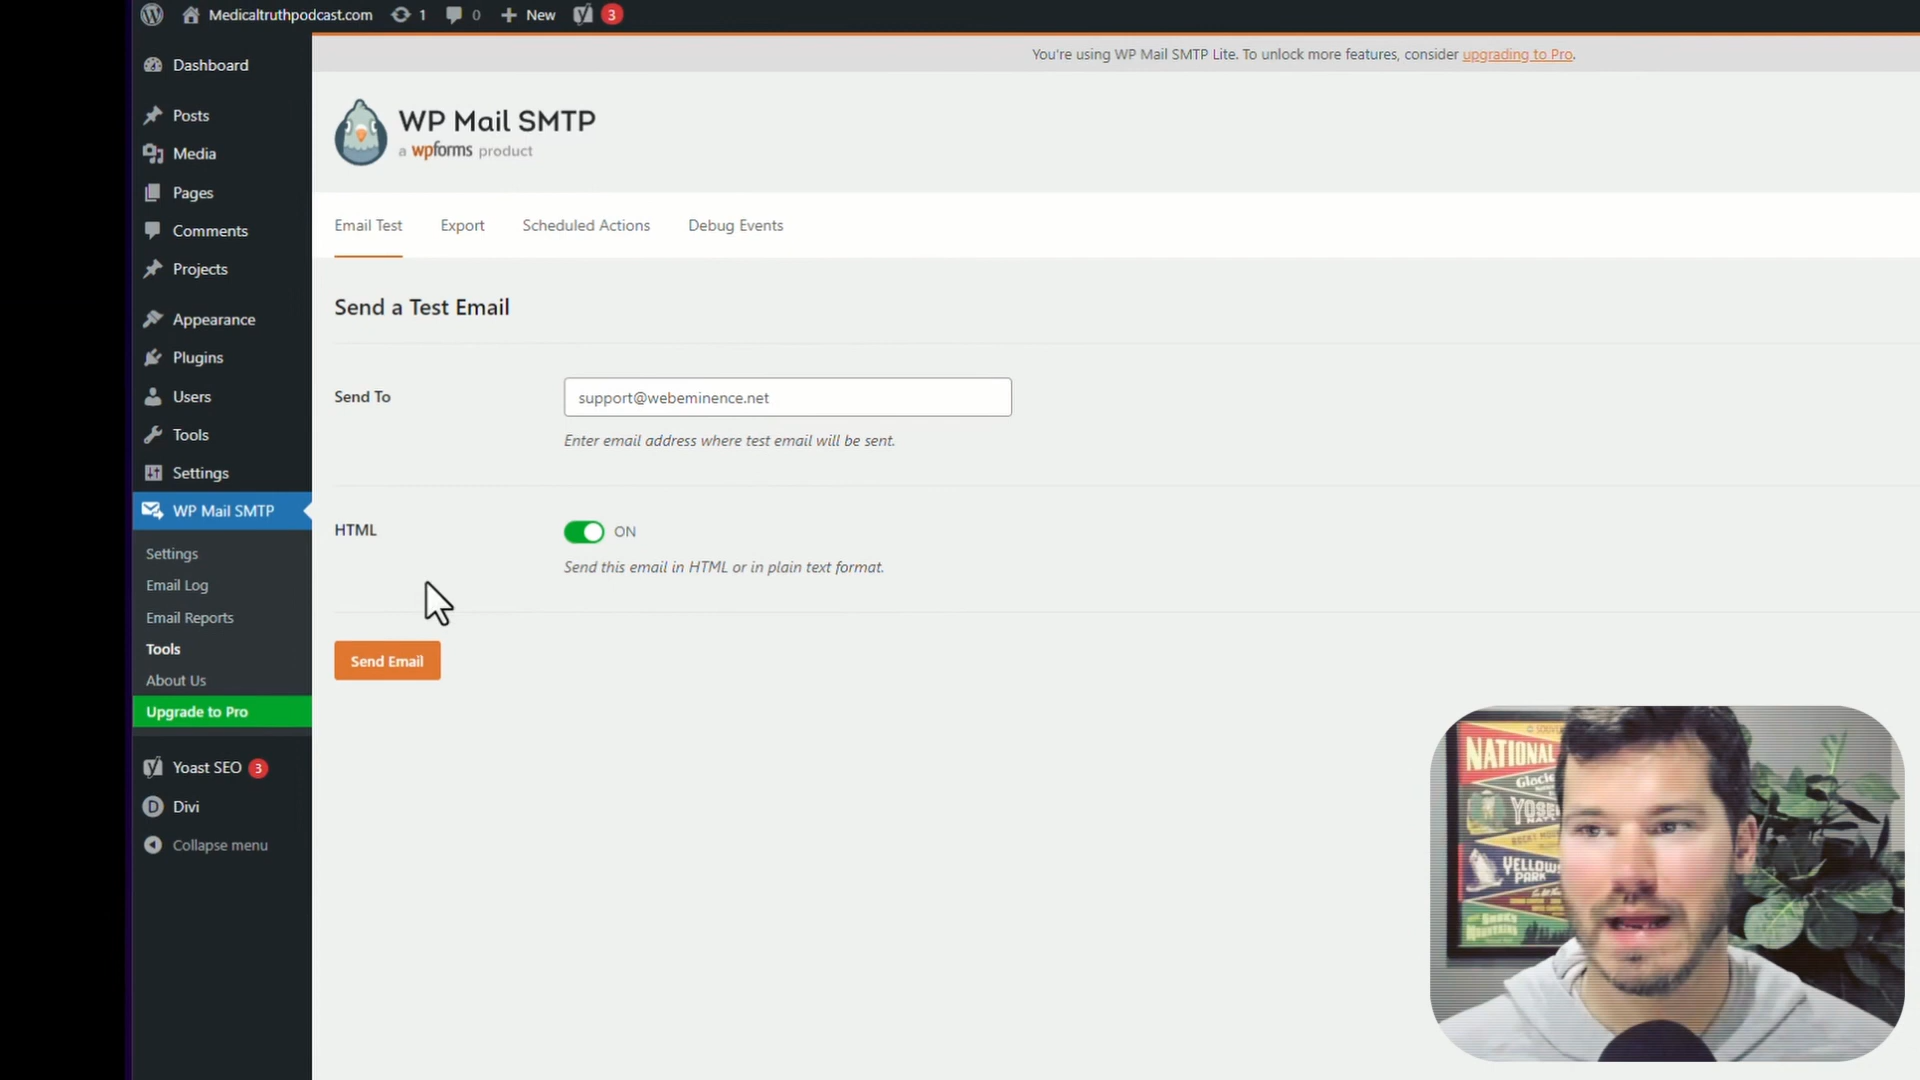 Medicaltruthpodcast.com 1 0 New 3
You're using WP Mail SMTP Lite. To unlock more features, consider upgrading to Pro.
Dashboard
Posts
Media
Pages
Comments
Projects
Appearance
Plugins
Users
Tools
Settings
WP Mail SMTP
Settings
Email Log
Email Reports
Tools
About Us
Upgrade to Pro
Yoast SEO 3
Divi
Collapse menu
WP Mail SMTP
a wpforms product
Email Test Export Scheduled Actions Debug Events
Send a Test Email
Send To
support@webeminence.net
Enter email address where test email will be sent.
HTML
ON
Send this email in HTML or in plain text format.
Send Email
NATIONAL